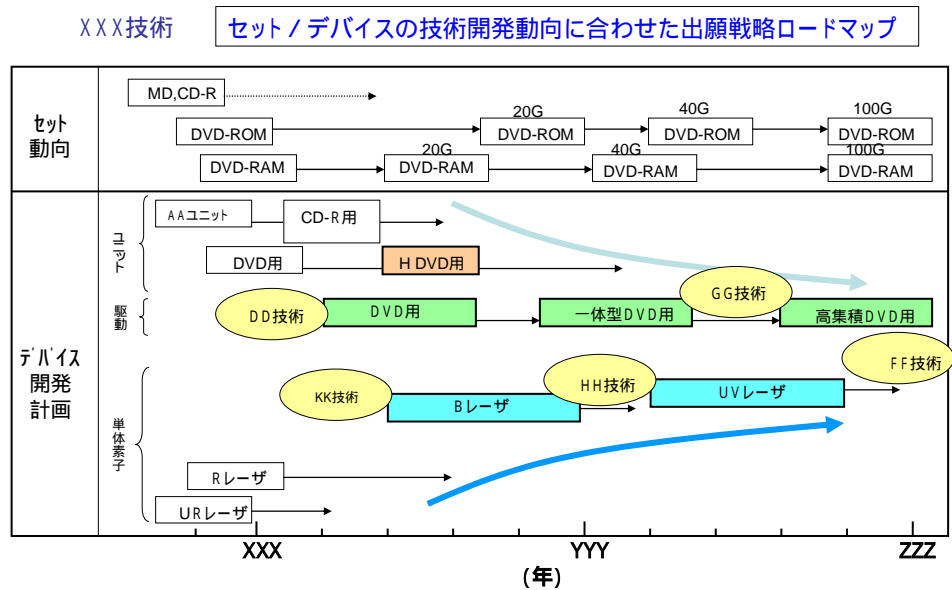 XXX技術
セット/デバイスの技術開発動向に合わせた出願戦略ロードマップ
セット
動向
MD,CD-R
20G
40G
100G
DVD-ROM
DVD-ROM
DVD-ROM
DVD-ROM
20G
40G
100G
DVD-RAM
DVD-RAM
DVD-RAM
DVD-RAM
デバイス
開発
計画
ユニット
AAユニット
CD-R用
DVD用
H DVD用
駆動
DD技術
DVD用
一体型DVD用
GG技術
高集積DVD用
単体素子
KK技術
Bレーザ
HH技術
UVレーザ
FF技術
Rレーザ
URレーザ
XXX
YYY
ZZZ
(年)